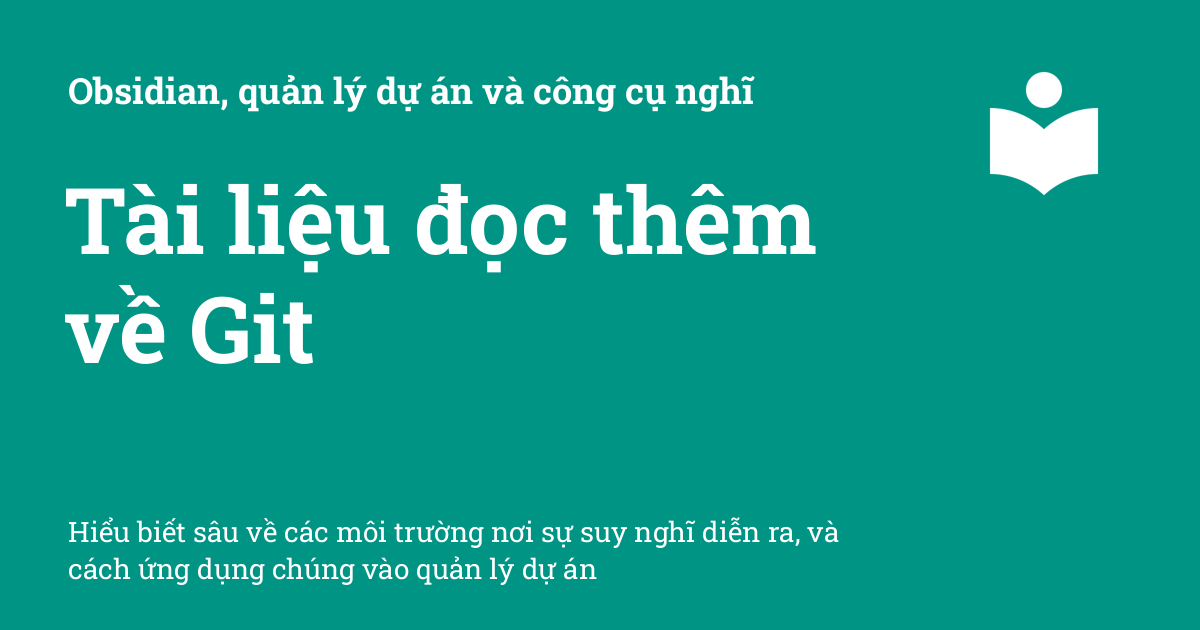 Obsidian, quản lý dự án và công cụ nghĩ
Tài liệu đọc thêm
về Git
Hiểu biết sâu về các môi trường nơi sự suy nghĩ diễn ra, và
cách ứng dụng chúng vào quản lý dự án